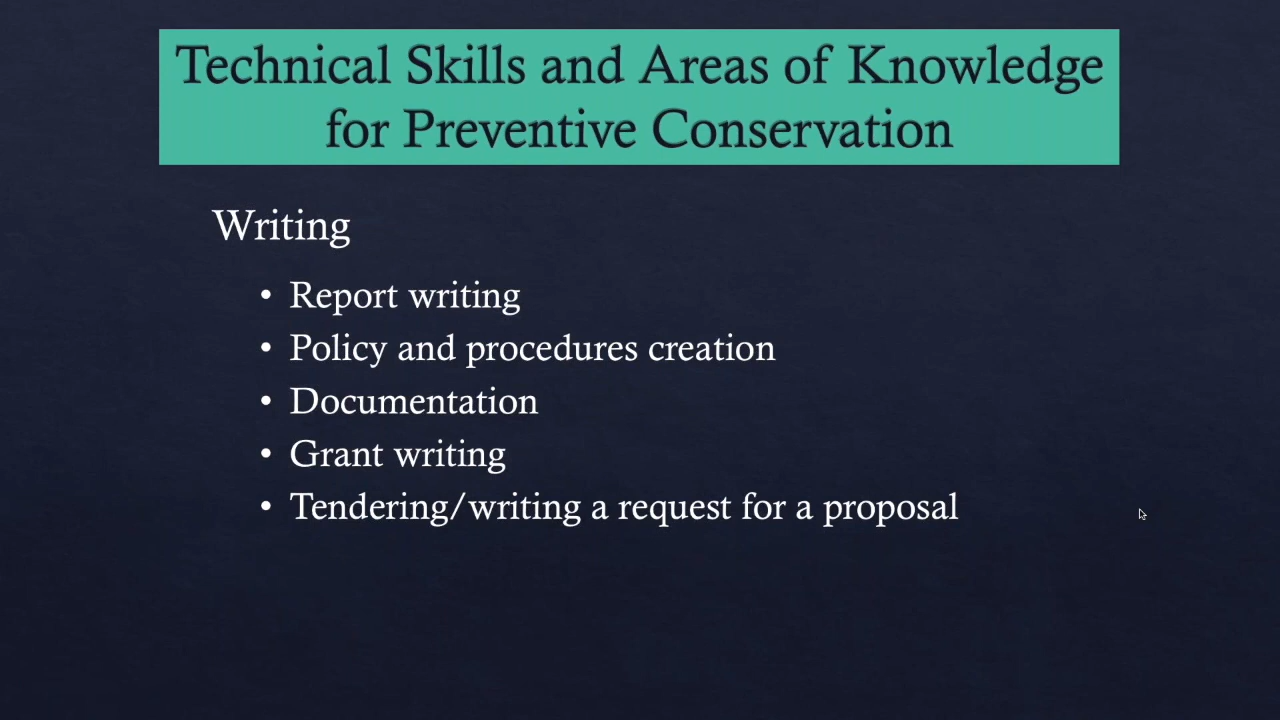 Technical Skills and Areas of Knowledge
for Preventive Conservation
Writing
• Report writing
• Policy and procedures creation
• Documentation
• Grant writing
• Tendering/writing a request for a proposal